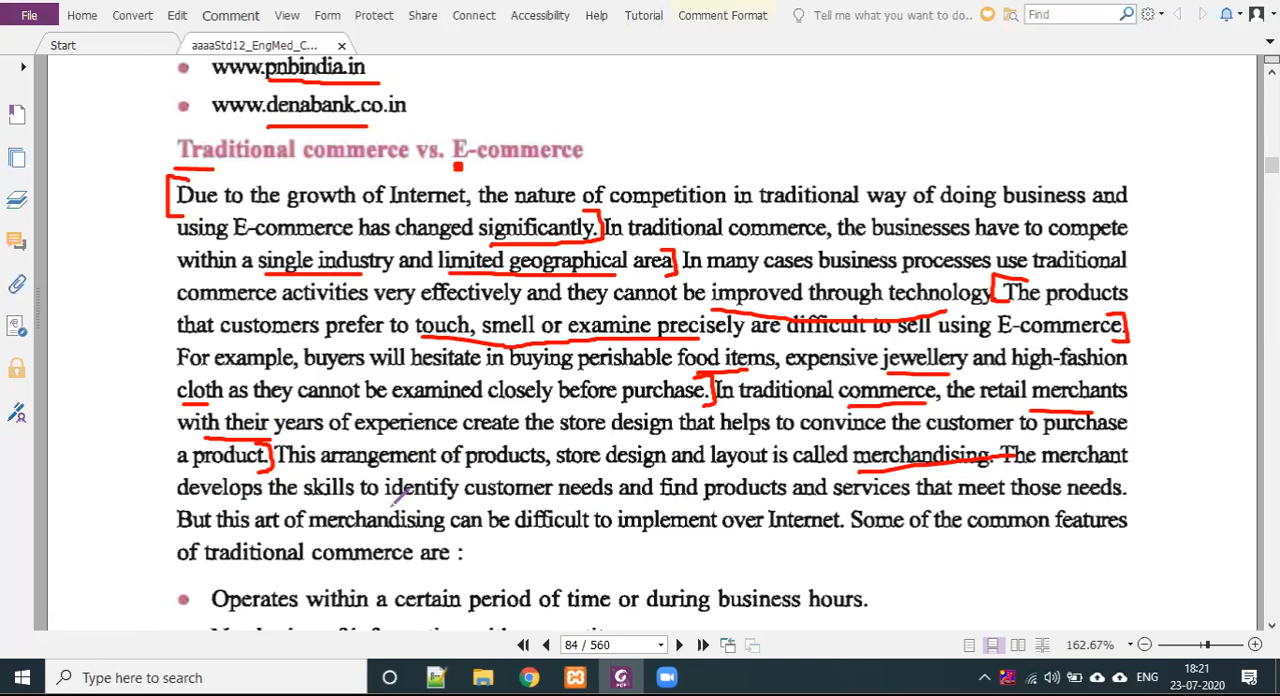 File Home Convert Edit Comment View Form Protect Share Connect Accessibility Help Tutorial Comment Format Tell me what you want to do.. Find
Start aaaaStd12_EngMed_C...
www.pnbindia.in
www.denabank.co.in
Traditional commerce vs. E-commerce
Due to the growth of Internet, the nature of competition in traditional way of doing business and
using E-commerce has changed significantly. In traditional commerce, the businesses have to compete
within a single industry and limited geographical area. In many cases business processes use traditional
commerce activities very effectively and they cannot be improved through technology. The products
that customers prefer to touch, smell or examine precisely are difficult to sell using E-commerce.
For example, buyers will hesitate in buying perishable food items, expensive jewellery and high-fashion
cloth as they cannot be examined closely before purchase. In traditional commerce, the retail merchants
with their years of experience create the store design that helps to convince the customer to purchase
a product. This arrangement of products, store design and layout is called merchandising. The merchant
develops the skills to identify customer needs and find products and services that meet those needs.
But this art of merchandising can be difficult to implement over Internet. Some of the common features
of traditional commerce are :
Operates within a certain period of time or during business hours.
84 / 560 162.67%
Type here to search ENG 18:21
23-07-2020